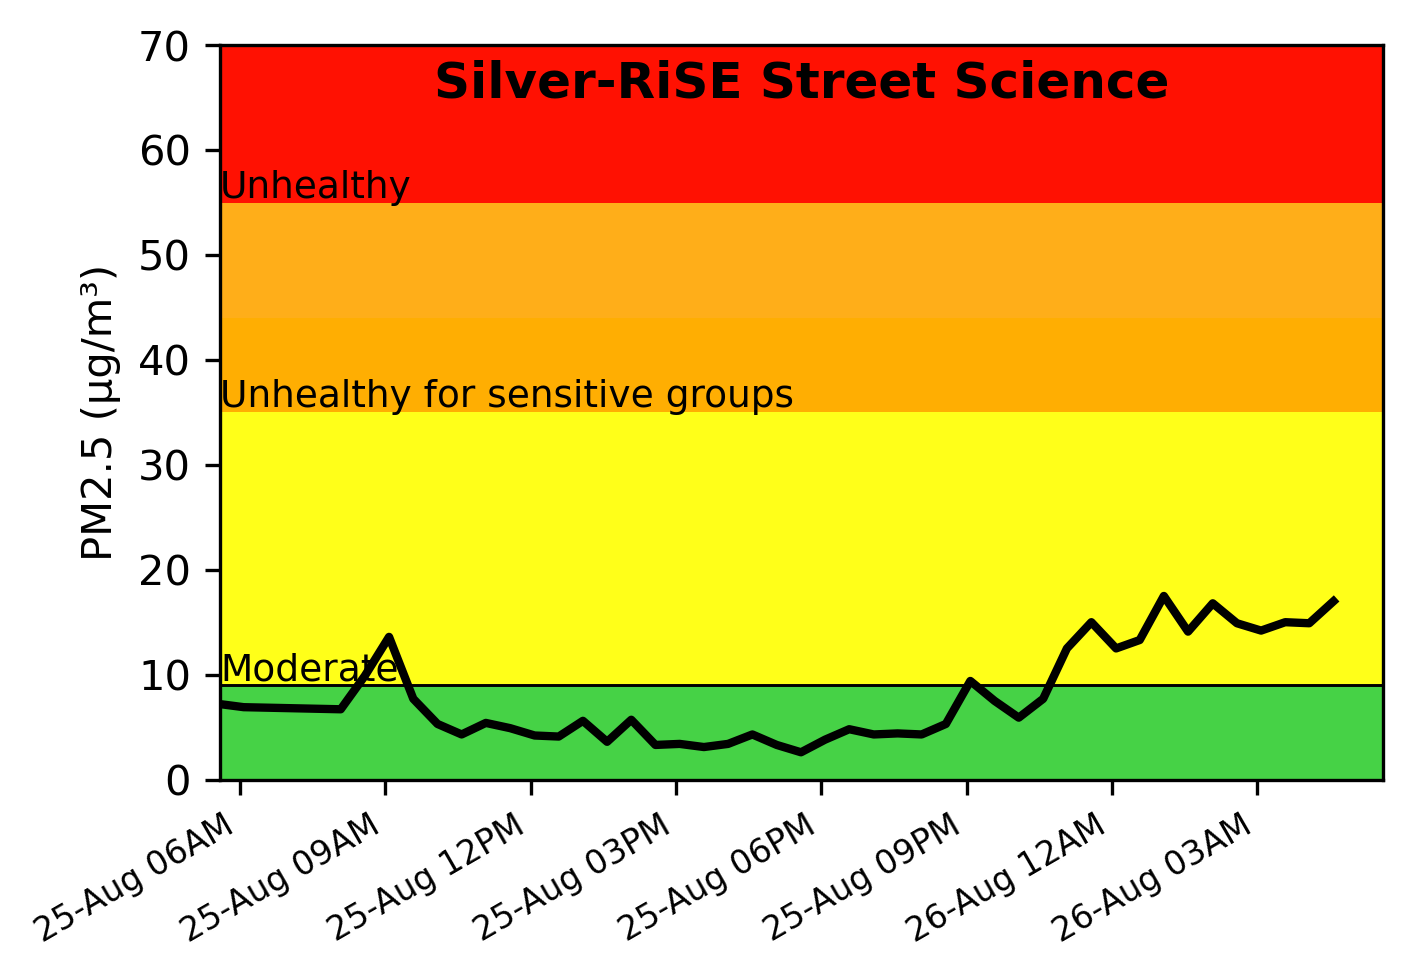 Silver-RiSE Street Science
70
60
Unhealthy
50
40
Unhealthy for sensitive groups
30
20
Moderate
10
0
PM2.5 (µg/m³)
25-Aug 06AM
25-Aug 09AM
25-Aug 12PM
25-Aug 03PM
25-Aug 06PM
25-Aug 09PM
26-Aug 12AM
26-Aug 03AM